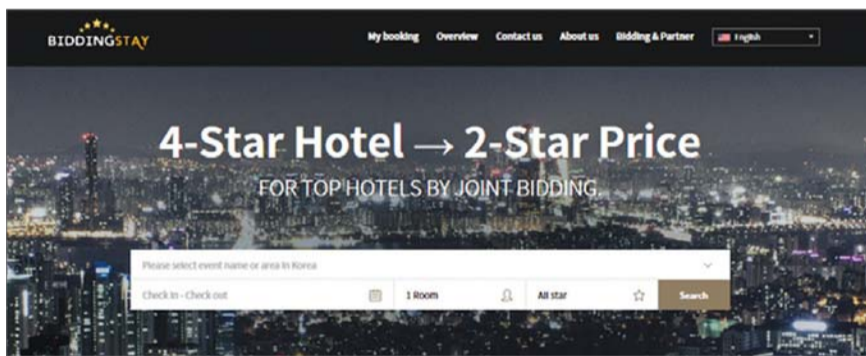 BIDDINGSTAY
My booking Overview Contact us About us Bidding & Partner English
4-Star Hotel → 2-Star Price
FOR TOP HOTELS BY JOINT BIDDING.
Please select event name or area in Korea
Check in - Check out 1 Room All star Search